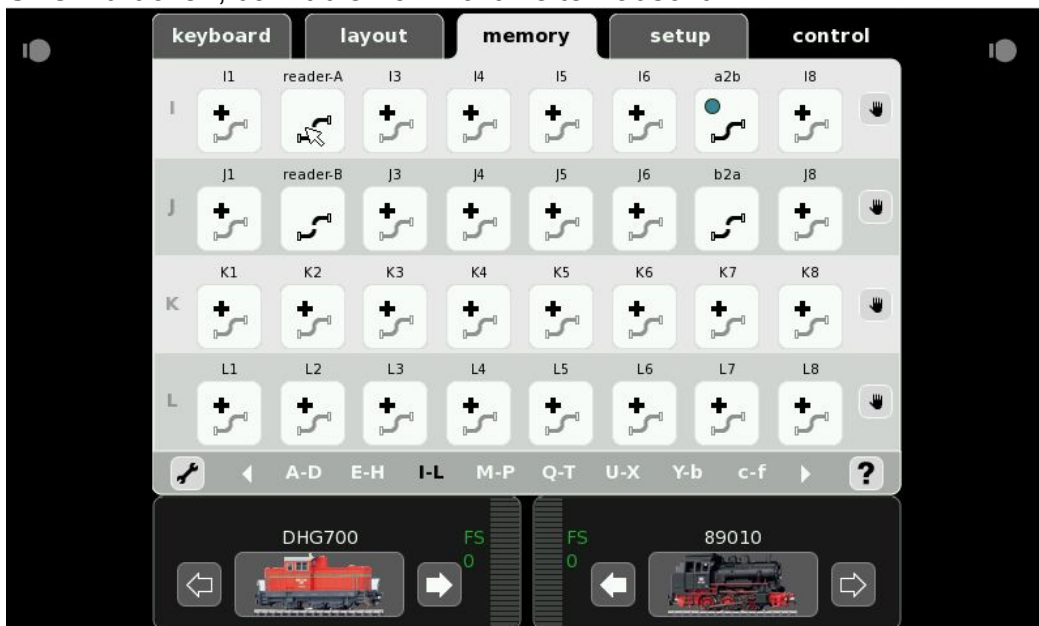 keyboard layout memory setup control
I1 reader-A I3 I4 I5 I6 a2b I8
I
J1 reader-B J3 J4 J5 J6 b2a J8
J
K1 K2 K3 K4 K5 K6 K7 K8
K
L1 L2 L3 L4 L5 L6 L7 L8
L
A-D E-H I-L M-P Q-T U-X Y-b c-f ?
DHG700 FS FS 89010
0 0